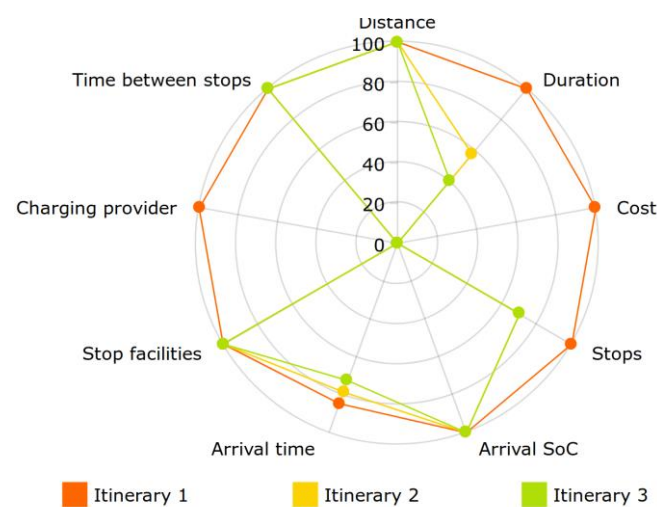 Distance
100
Time between stops
Duration
80
60
40
Charging provider
20
Cost
0
Stop facilities
Stops
Arrival time
Arrival SoC
Itinerary 1
Itinerary 2
Itinerary 3